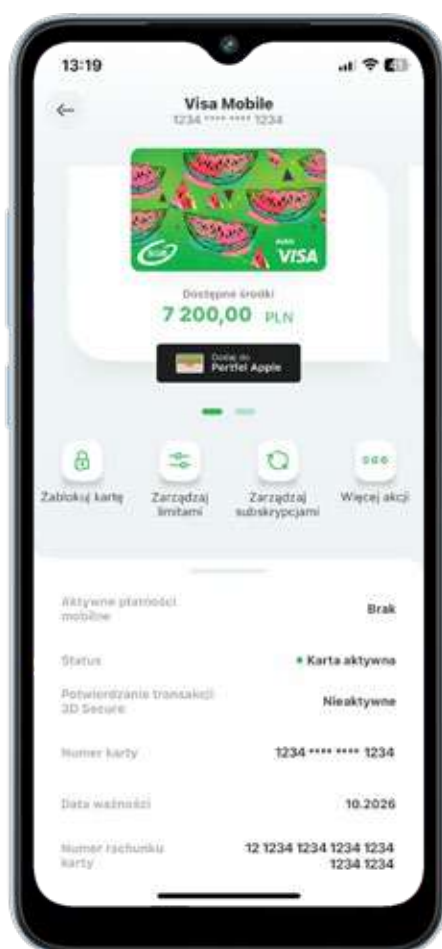 13:19
Visa Mobile
1234 **** **** 1234
VISA
Dostępne środki
7 200,00 PLN
Dodaj do
Portfel Apple
Zablokuj kartę
Zarządzaj
limitami
Zarządzaj
subskrypcjami
Więcej akcji
Aktywne płatności
mobilne
Brak
Status
Karta aktywna
Potwierdzanie transakcji
3D Secure
Nieaktywne
Numer karty
1234 **** **** 1234
Data ważności
10.2026
Numer rachunku
karty
12 1234 1234 1234 1234
1234 1234